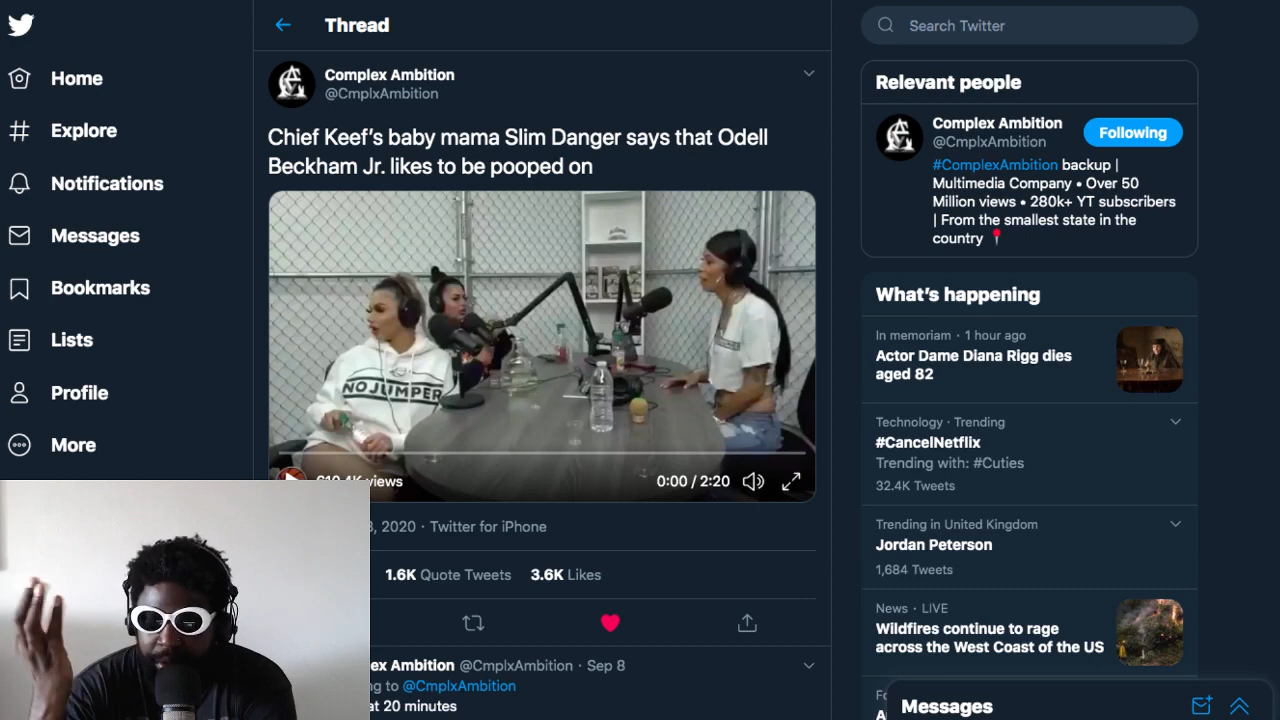 Home
Explore
Notifications
Messages
Bookmarks
Lists
Profile
More
Thread
Complex Ambition
@CmplxAmbition
Chief Keef's baby mama Slim Danger says that Odell
Beckham Jr. likes to be pooped on
NOJUMPER
views
0:00 / 2:20
3, 2020 · Twitter for iPhone
1.6K Quote Tweets 3.6K Likes
ex Ambition @CmplxAmbition · Sep 8
ng to @CmplxAmbition
at 20 minutes
Search Twitter
Relevant people
Complex Ambition
@CmplxAmbition
Following
#ComplexAmbition backup |
Multimedia Company • Over 50
Million views • 280k+ YT subscribers
| From the smallest state in the
country
What's happening
In memoriam · 1 hour ago
Actor Dame Diana Rigg dies
aged 82
Technology · Trending
#CancelNetflix
Trending with: #Cuties
32.4K Tweets
Trending in United Kingdom
Jordan Peterson
1,684 Tweets
News · LIVE
Wildfires continue to rage
across the West Coast of the US
Messages